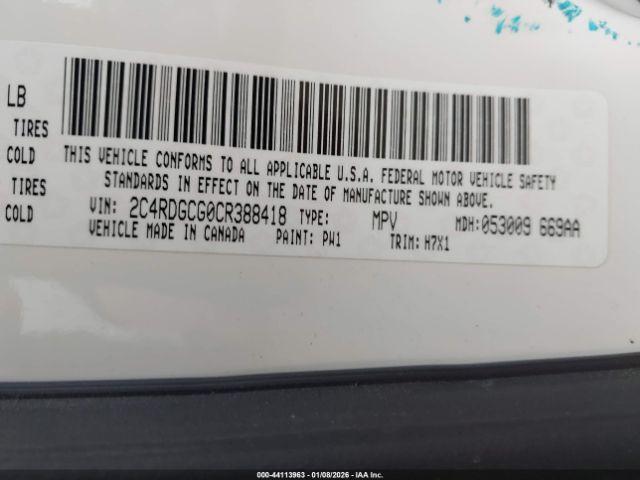 LB
TIRES
COLD THIS VEHICLE CONFORMS TO ALL APPLICABLE U.S.A. FEDERAL MOTOR VEHICLE SAFETY
TIRES STANDARDS IN EFFECT ON THE DATE OF MANUFACTURE SHOWN ABOVE.
COLD VIN: 2C4RDGCG0CR388418 TYPE: MPV MDH:053009 669AA
VEHICLE MADE IN CANADA PAINT: PW1 TRIM: H7X1
000-44113963 | 01/08/2026 | © COPYRIGHT IAA, LLC